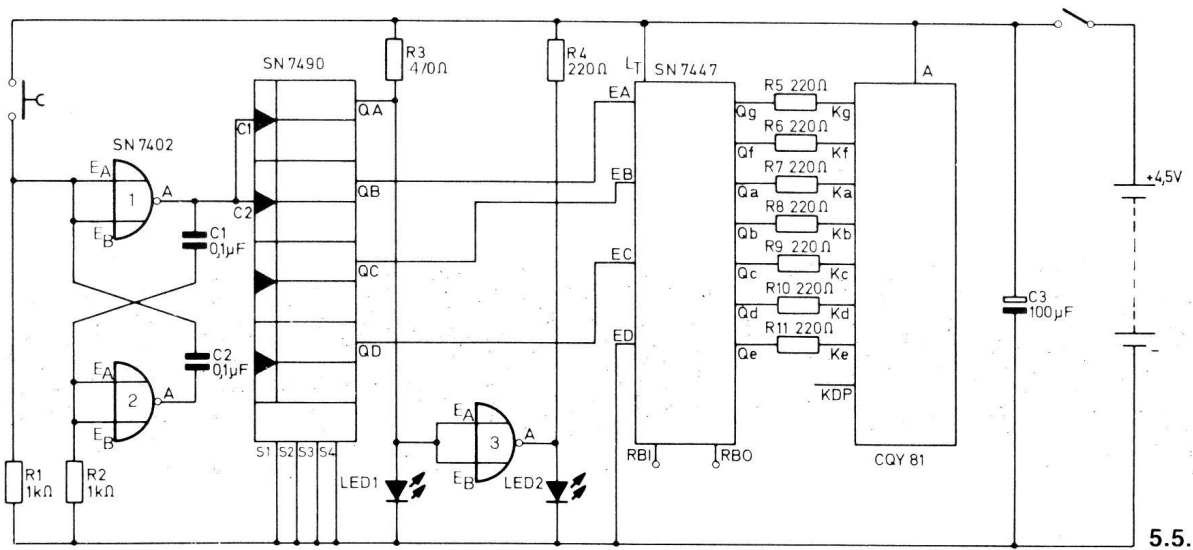 SN 7490
R3
470Ω
R4
220Ω
LT
SN 7447
A
R5 220Ω
Qg
Kg
R6 220Ω
Qf
Kf
R7 220Ω
Qa
Ka
R8 220Ω
Qb
Kb
R9 220Ω
Qc
Kc
R10 220Ω
Qd
Kd
R11 220Ω
Qe
Ke
KDP
CQY 81
EA
EB
EC
ED
RBI
RBO
QA
QB
QC
QD
C1
C2
S1
S2
S3
S4
SN 7402
EA
1
A
EB
C1
0,1µF
C2
0,1µF
EA
2
A
EB
R1
1kΩ
R2
1kΩ
EA
3
A
EB
LED1
LED2
C3
100µF
+4,5V
-
5.5.